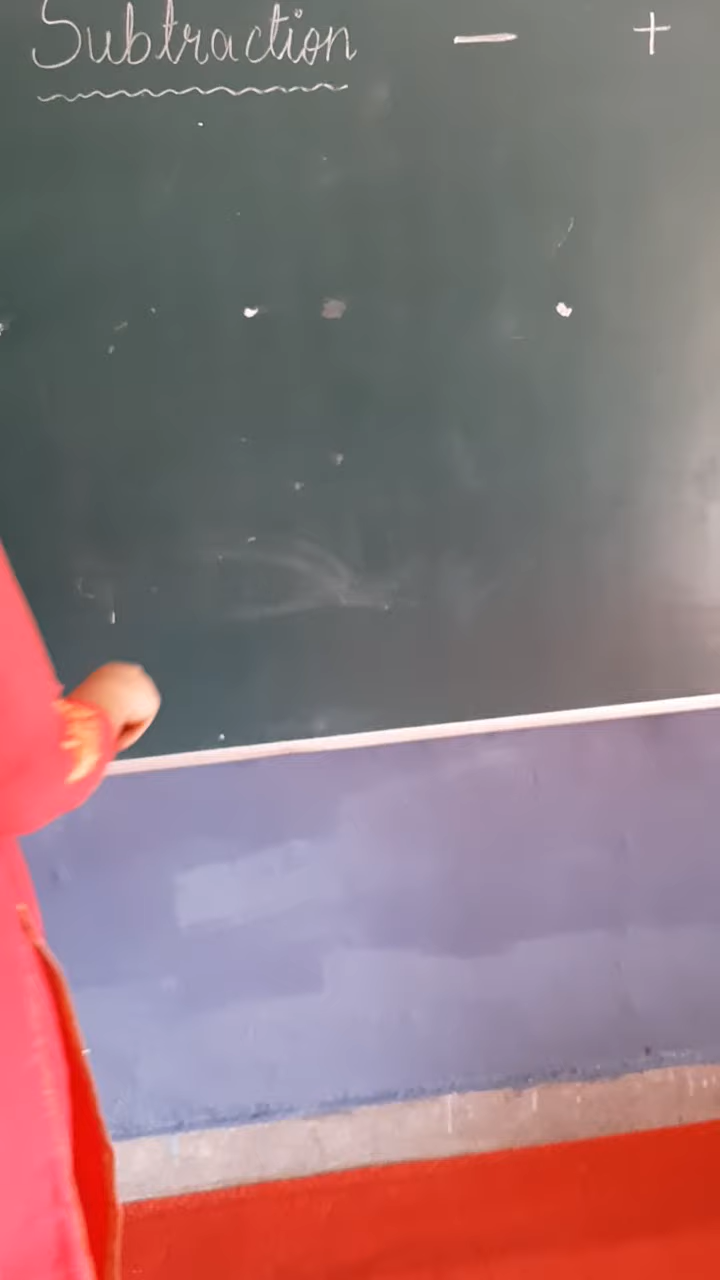 Subtraction — +